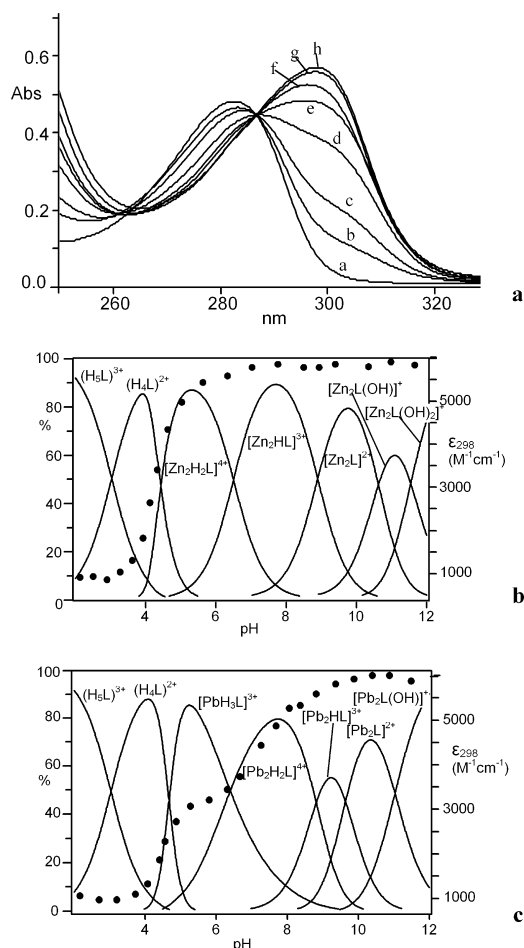 0.6
Abs
0.4
0.2
0.0
260 280 300 320
nm
a b c d e f g h
a
100
80
%
60
40
20
0
4 6 8 10 12
pH
(H₅L)³⁺
(H₄L)²⁺
[Zn₂H₂L]⁴⁺
[Zn₂HL]³⁺
[Zn₂L]²⁺
[Zn₂L(OH)]⁺
[Zn₂L(OH)₂]⁺
5000
ε₂₉₈
(M⁻¹cm⁻¹)
3000
1000
b
100
80
60
%
40
20
0
2 4 6 8 10 12
pH
(H₅L)³⁺
(H₄L)²⁺
[PbH₃L]³⁺
[Pb₂H₂L]⁴⁺
[Pb₂HL]³⁺
[Pb₂L]²⁺
[Pb₂L(OH)]⁺
5000
ε₂₉₈
(M⁻¹cm⁻¹)
3000
1000
c